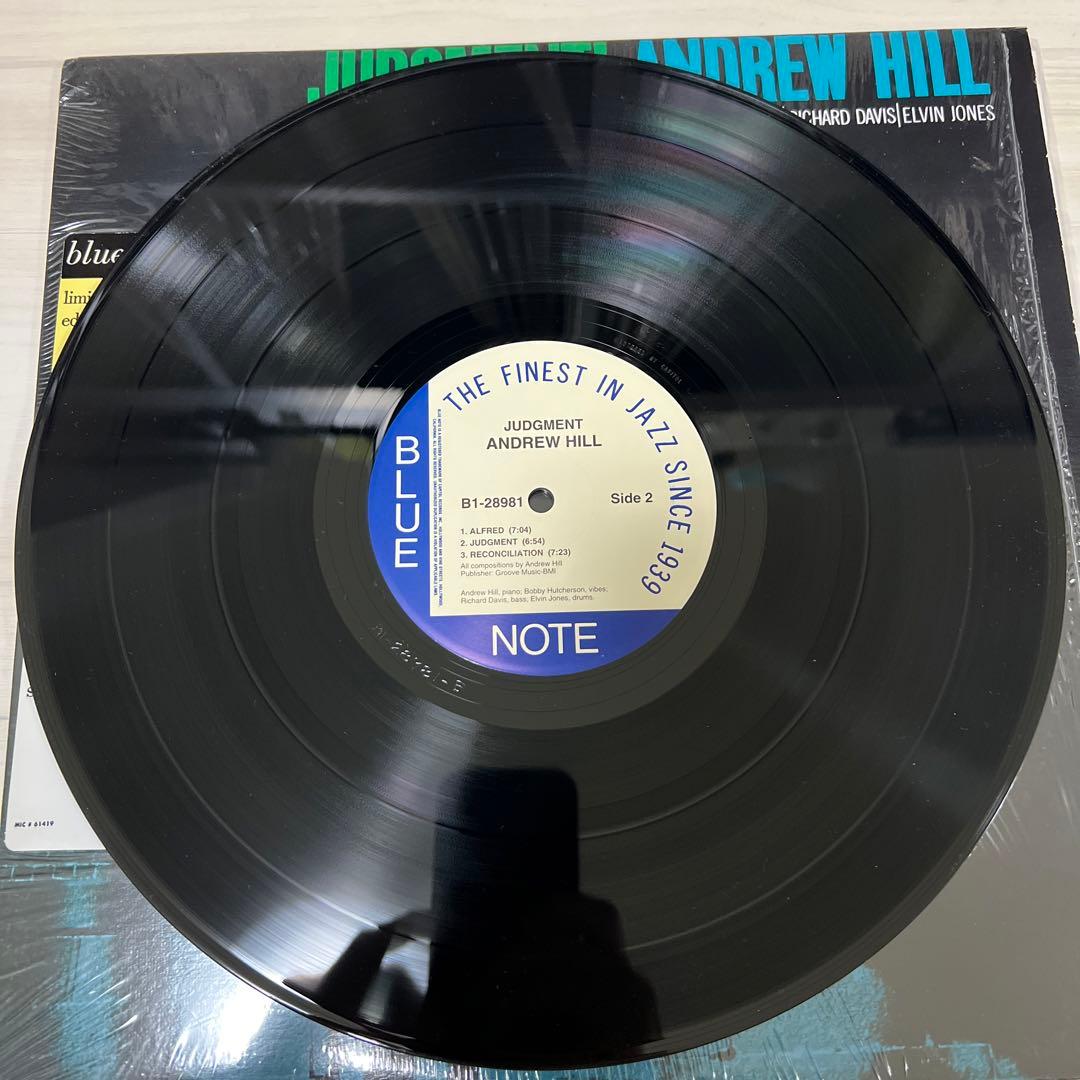 JUDGMENT! ANDREW HILL
RICHARD DAVIS|ELVIN JONES
blue
THE FINEST IN JAZZ SINCE 1939
JUDGMENT
ANDREW HILL
B1-28981
Side 2
1. ALFRED (7:04)
2. JUDGMENT (6:54)
3. RECONCILIATION (7:23)
All compositions by Andrew Hill
Publisher: Groove Music-BMI
Andrew Hill, piano; Bobby Hutcherson, vibes;
Richard Davis, bass; Elvin Jones, drums.
BLUE
NOTE
MIC # 61419